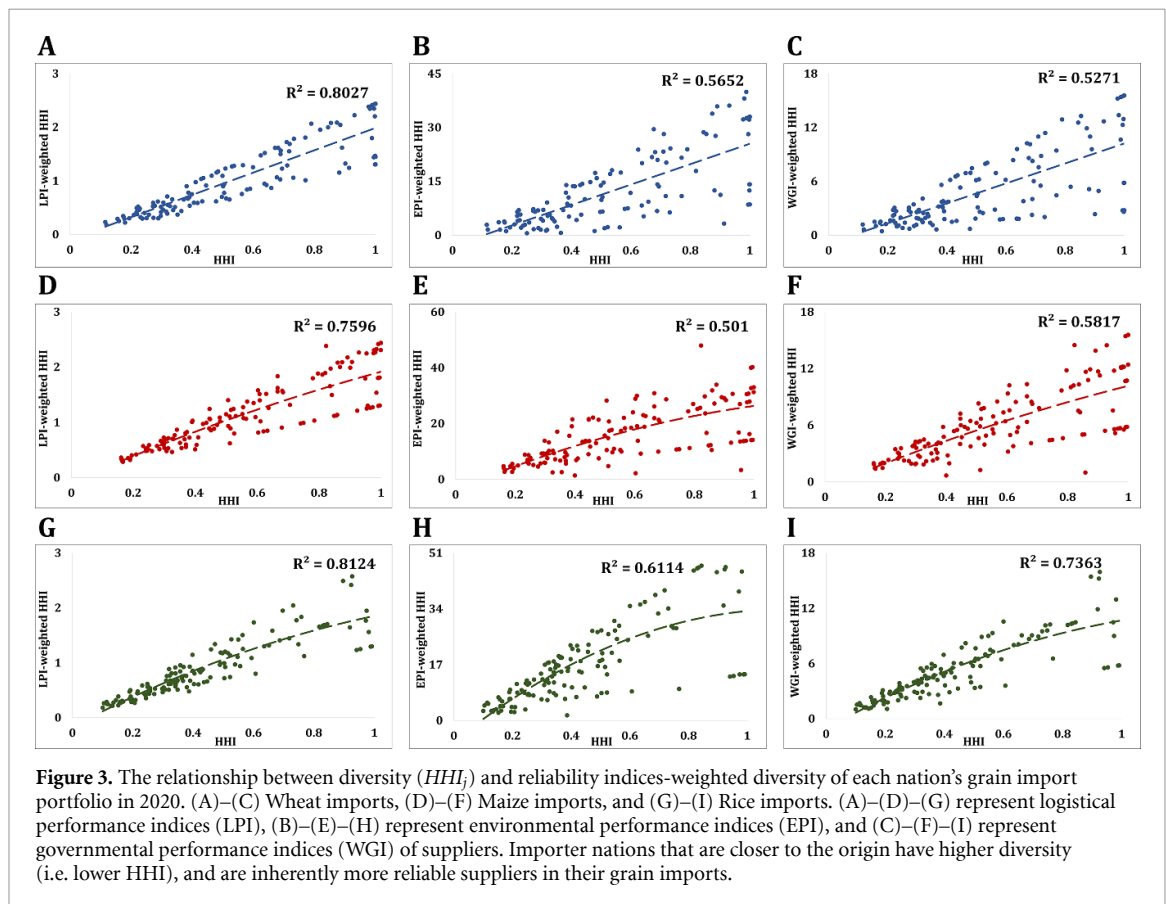 A
B
C
R² = 0.8027
R² = 0.5652
R² = 0.5271
LPI-weighted HHI
3
2
1
0
0
0.2
0.4
0.6
0.8
1
HHI
EPI-weighted HHI
45
30
15
0
0
0.2
0.4
0.6
0.8
1
HHI
WGI-weighted HHI
18
12
6
0
0
0.2
0.4
0.6
0.8
1
HHI
D
E
F
R² = 0.7596
R² = 0.501
R² = 0.5817
LPI-weighted HHI
3
2
1
0
0
0.2
0.4
0.6
0.8
1
HHI
EPI-weighted HHI
60
40
20
0
0
0.2
0.4
0.6
0.8
1
HHI
WGI-weighted HHI
18
12
6
0
0
0.2
0.4
0.6
0.8
1
HHI
G
H
I
R² = 0.8124
R² = 0.6114
R² = 0.7363
LPI-weighted HHI
3
2
1
0
0
0.2
0.4
0.6
0.8
1
HHI
EPI-weighted HHI
51
34
17
0
0
0.2
0.4
0.6
0.8
1
HHI
WGI-weighted HHI
18
12
6
0
0
0.2
0.4
0.6
0.8
1
HHI
Figure 3. The relationship between diversity (HHIj) and reliability indices-weighted diversity of each nation's grain import
portfolio in 2020. (A)–(C) Wheat imports, (D)–(F) Maize imports, and (G)–(I) Rice imports. (A)–(D)–(G) represent logistical
performance indices (LPI), (B)–(E)–(H) represent environmental performance indices (EPI), and (C)–(F)–(I) represent
governmental performance indices (WGI) of suppliers. Importer nations that are closer to the origin have higher diversity
(i.e. lower HHI), and are inherently more reliable suppliers in their grain imports.